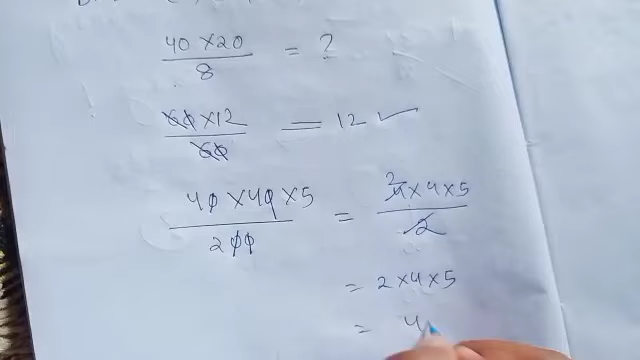 40 × 20 / 8 = ?
60 × 12 / 60 = 12 ✓
40 × 40 × 5 / 200 = 4 × 4 × 5 / 2
2
= 2 × 4 × 5
= 4